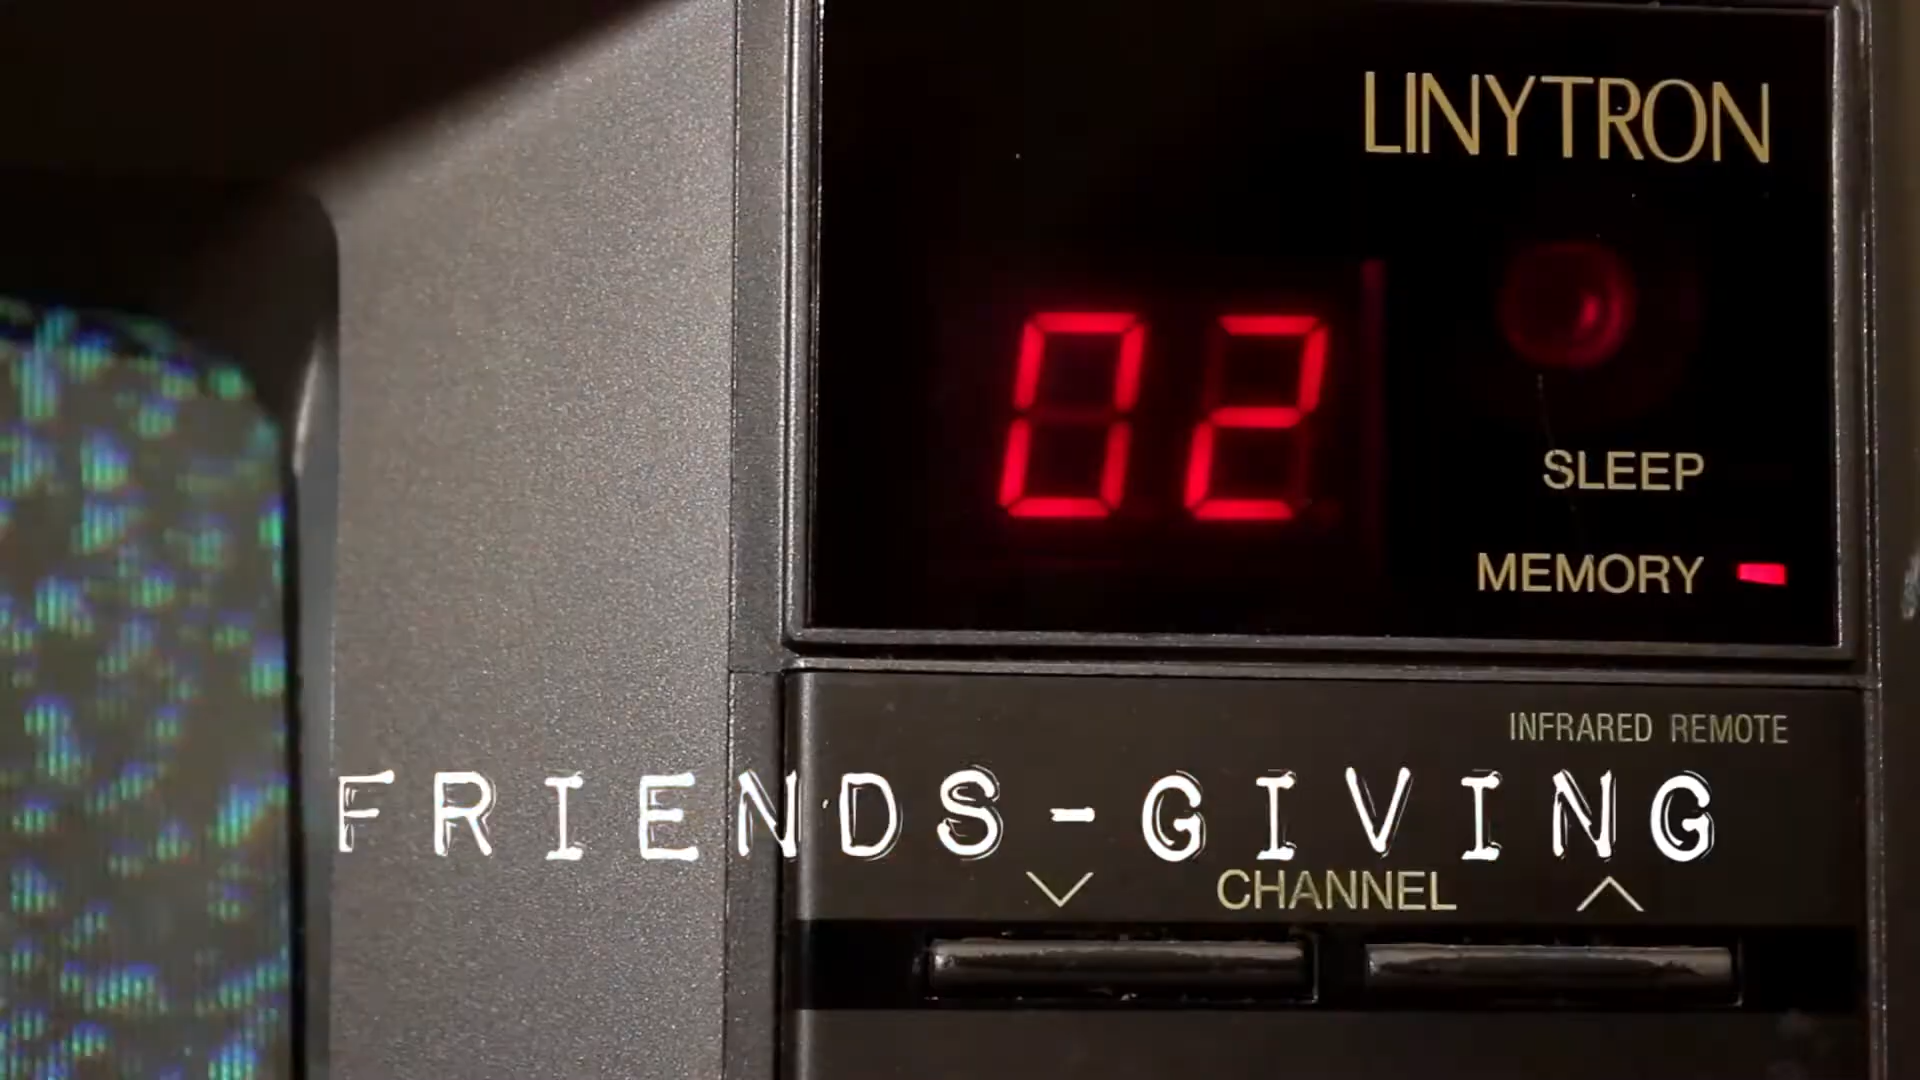 LINYTRON
02
SLEEP
MEMORY
INFRARED REMOTE
FRIENDS-GIVING
CHANNEL